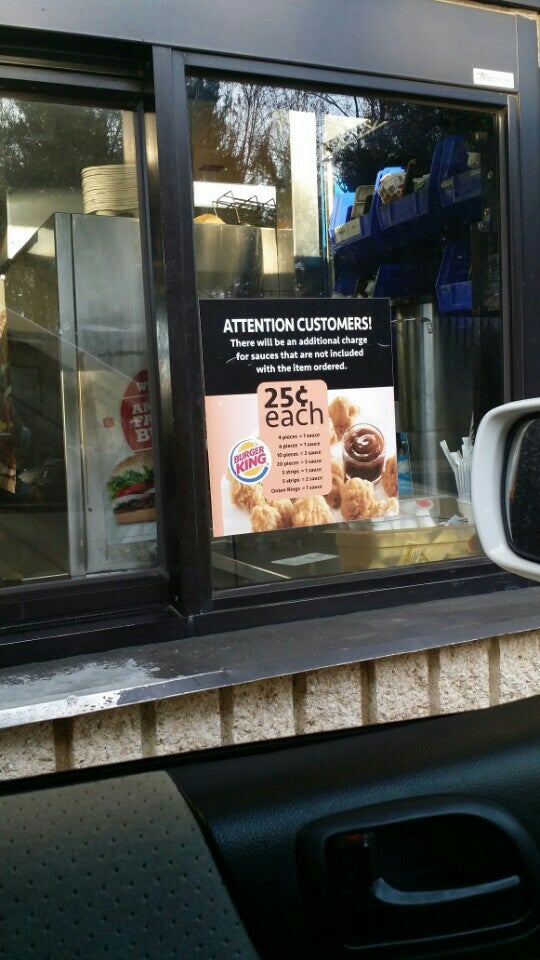 ATTENTION CUSTOMERS!
There will be an additional charge
for sauces that are not included
with the item ordered.
25¢
each
4 pieces = 1 sauce
6 pieces = 1 sauce
10 pieces = 2 sauce
20 pieces = 3 sauce
3 strips = 1 sauce
5 strips = 2 sauce
Onion Rings = 1 sauce
BURGER
KING